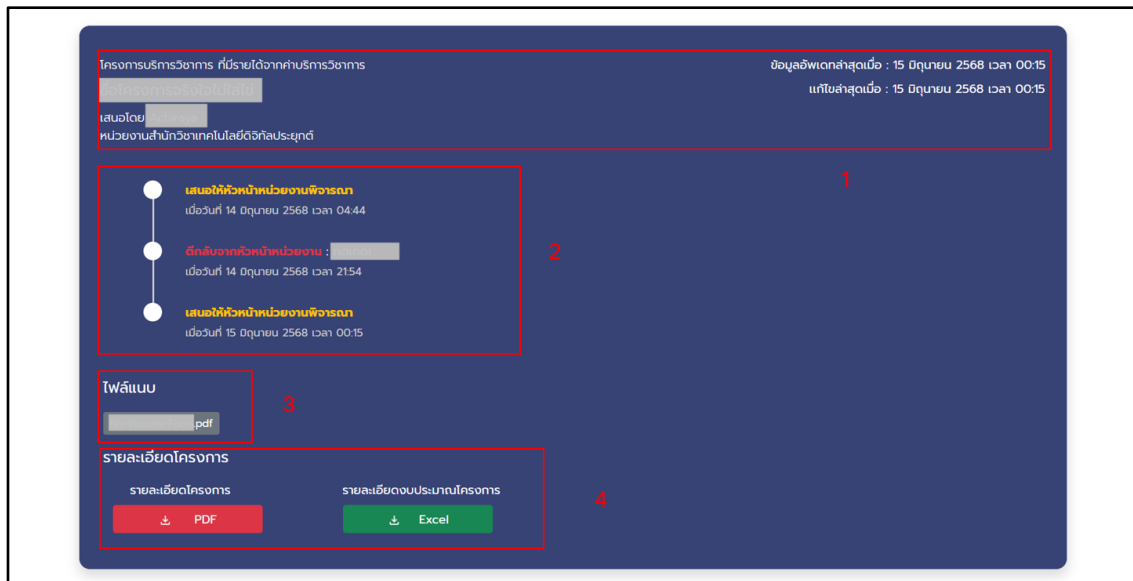 โครงการบริการวิชาการ ที่มีรายได้จากค่าบริการวิชาการ
ข้อมูลอัพเดทล่าสุดเมื่อ : 15 มิถุนายน 2568 เวลา 00:15
แก้ไขล่าสุดเมื่อ : 15 มิถุนายน 2568 เวลา 00:15
เสนอโดย
หน่วยงานสำนักวิชาเทคโนโลยีดิจิทัลประยุกต์
1
เสนอให้หัวหน้าหน่วยงานพิจารณา
เมื่อวันที่ 14 มิถุนายน 2568 เวลา 04:44
ตีกลับจากหัวหน้าหน่วยงาน :
เมื่อวันที่ 14 มิถุนายน 2568 เวลา 21:54
2
เสนอให้หัวหน้าหน่วยงานพิจารณา
เมื่อวันที่ 15 มิถุนายน 2568 เวลา 00:15
ไฟล์แนบ
.pdf
3
รายละเอียดโครงการ
รายละเอียดโครงการ รายละเอียดงบประมาณโครงการ
PDF Excel
4